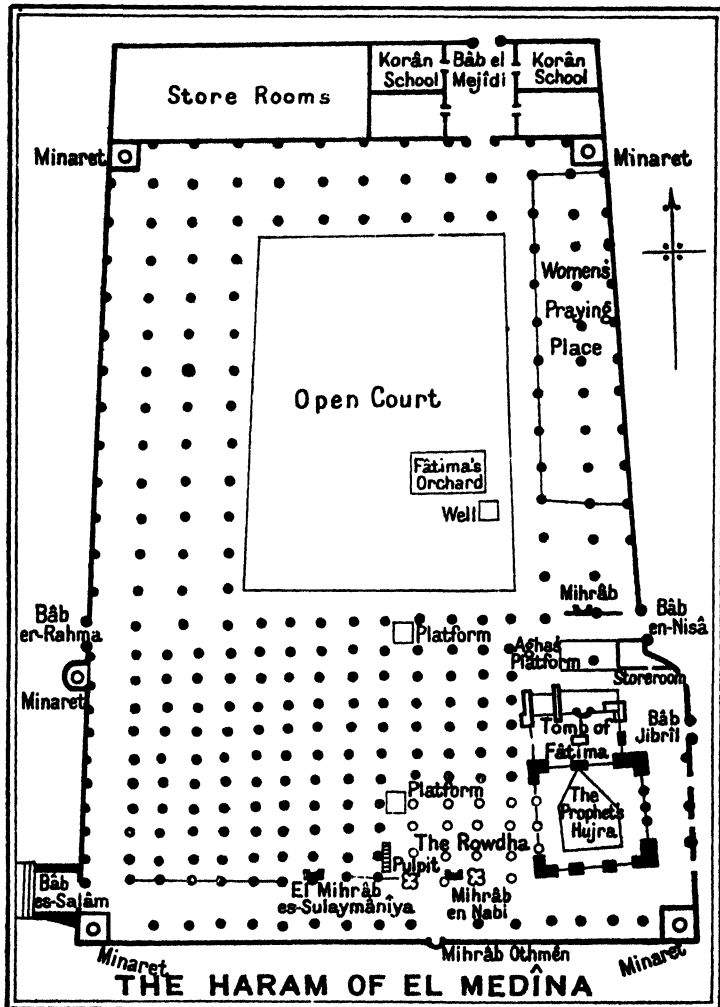 Store Rooms
Korân
School
Bâb el
Mejîdi
Korân
School
Minaret
Minaret
Women's
Praying
Place
Open Court
Fâtima's
Orchard
Well
Mihrâb
Bâb
er-Rahma
Bâb
en-Nisâ
Platform
Aghas'
Platform
Storeroom
Minaret
Bâb
Jibrîl
Tomb of
Fâtima
Platform
The
Prophet's
Hujra
The Rowdha
Pulpit
Bâb
es-Salâm
El Mihrâb
es-Sulaymânîya
Mihrâb
en Nabi
Minaret
Mihrâb Othmên
Minaret
THE HARAM OF EL MEDÎNA